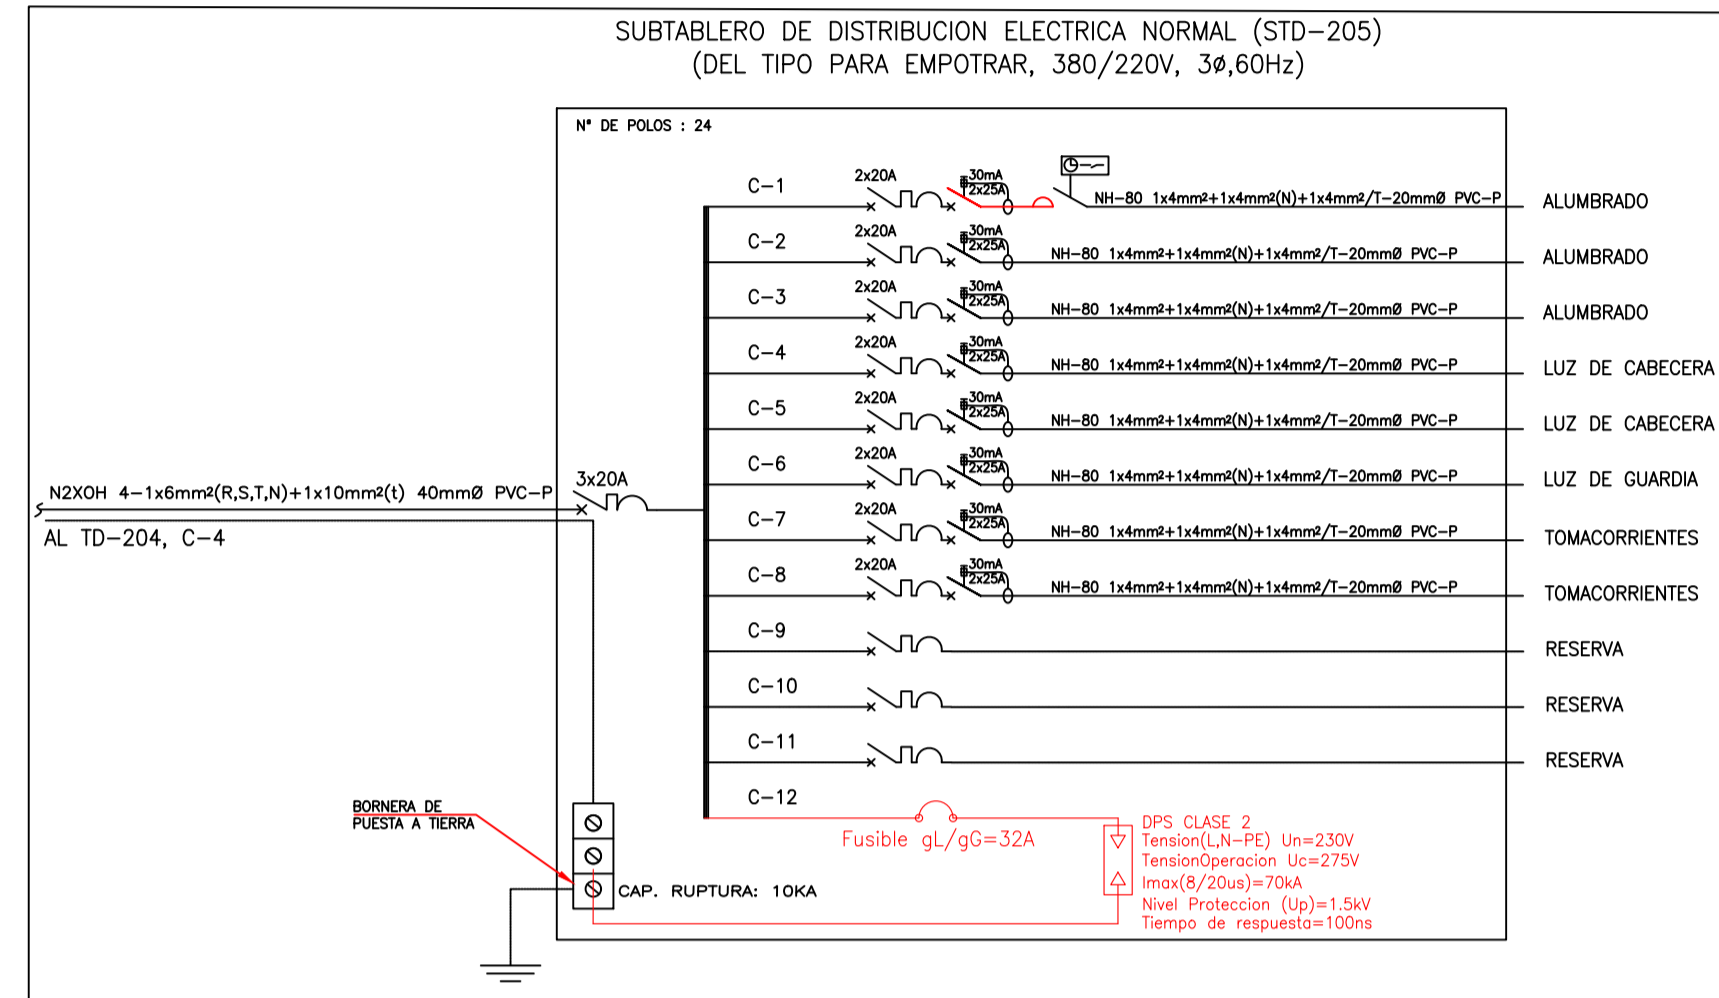 SUBTABLERO DE DISTRIBUCION ELECTRICA NORMAL (STD-205)
(DEL TIPO PARA EMPOTRAR, 380/220V, 3ø,60Hz)
N° DE POLOS : 24
C-1 2x20A 30mA 2x25A NH-80 1x4mm²+1x4mm²(N)+1x4mm²/T-20mmØ PVC-P ALUMBRADO
C-2 2x20A 30mA 2x25A NH-80 1x4mm²+1x4mm²(N)+1x4mm²/T-20mmØ PVC-P ALUMBRADO
C-3 2x20A 30mA 2x25A NH-80 1x4mm²+1x4mm²(N)+1x4mm²/T-20mmØ PVC-P ALUMBRADO
C-4 2x20A 30mA 2x25A NH-80 1x4mm²+1x4mm²(N)+1x4mm²/T-20mmØ PVC-P LUZ DE CABECERA
C-5 2x20A 30mA 2x25A NH-80 1x4mm²+1x4mm²(N)+1x4mm²/T-20mmØ PVC-P LUZ DE CABECERA
C-6 2x20A 30mA 2x25A NH-80 1x4mm²+1x4mm²(N)+1x4mm²/T-20mmØ PVC-P LUZ DE GUARDIA
N2XOH 4-1x6mm²(R,S,T,N)+1x10mm²(t) 40mmØ PVC-P 3x20A
AL TD-204, C-4
C-7 2x20A 30mA 2x25A NH-80 1x4mm²+1x4mm²(N)+1x4mm²/T-20mmØ PVC-P TOMACORRIENTES
C-8 2x20A 30mA 2x25A NH-80 1x4mm²+1x4mm²(N)+1x4mm²/T-20mmØ PVC-P TOMACORRIENTES
C-9 RESERVA
C-10 RESERVA
C-11 RESERVA
C-12
BORNERA DE
PUESTA A TIERRA
Fusible gL/gG=32A
CAP. RUPTURA: 10KA
DPS CLASE 2
Tension(L,N-PE) Un=230V
TensionOperacion Uc=275V
Imax(8/20us)=70kA
Nivel Proteccion (Up)=1.5kV
Tiempo de respuesta=100ns